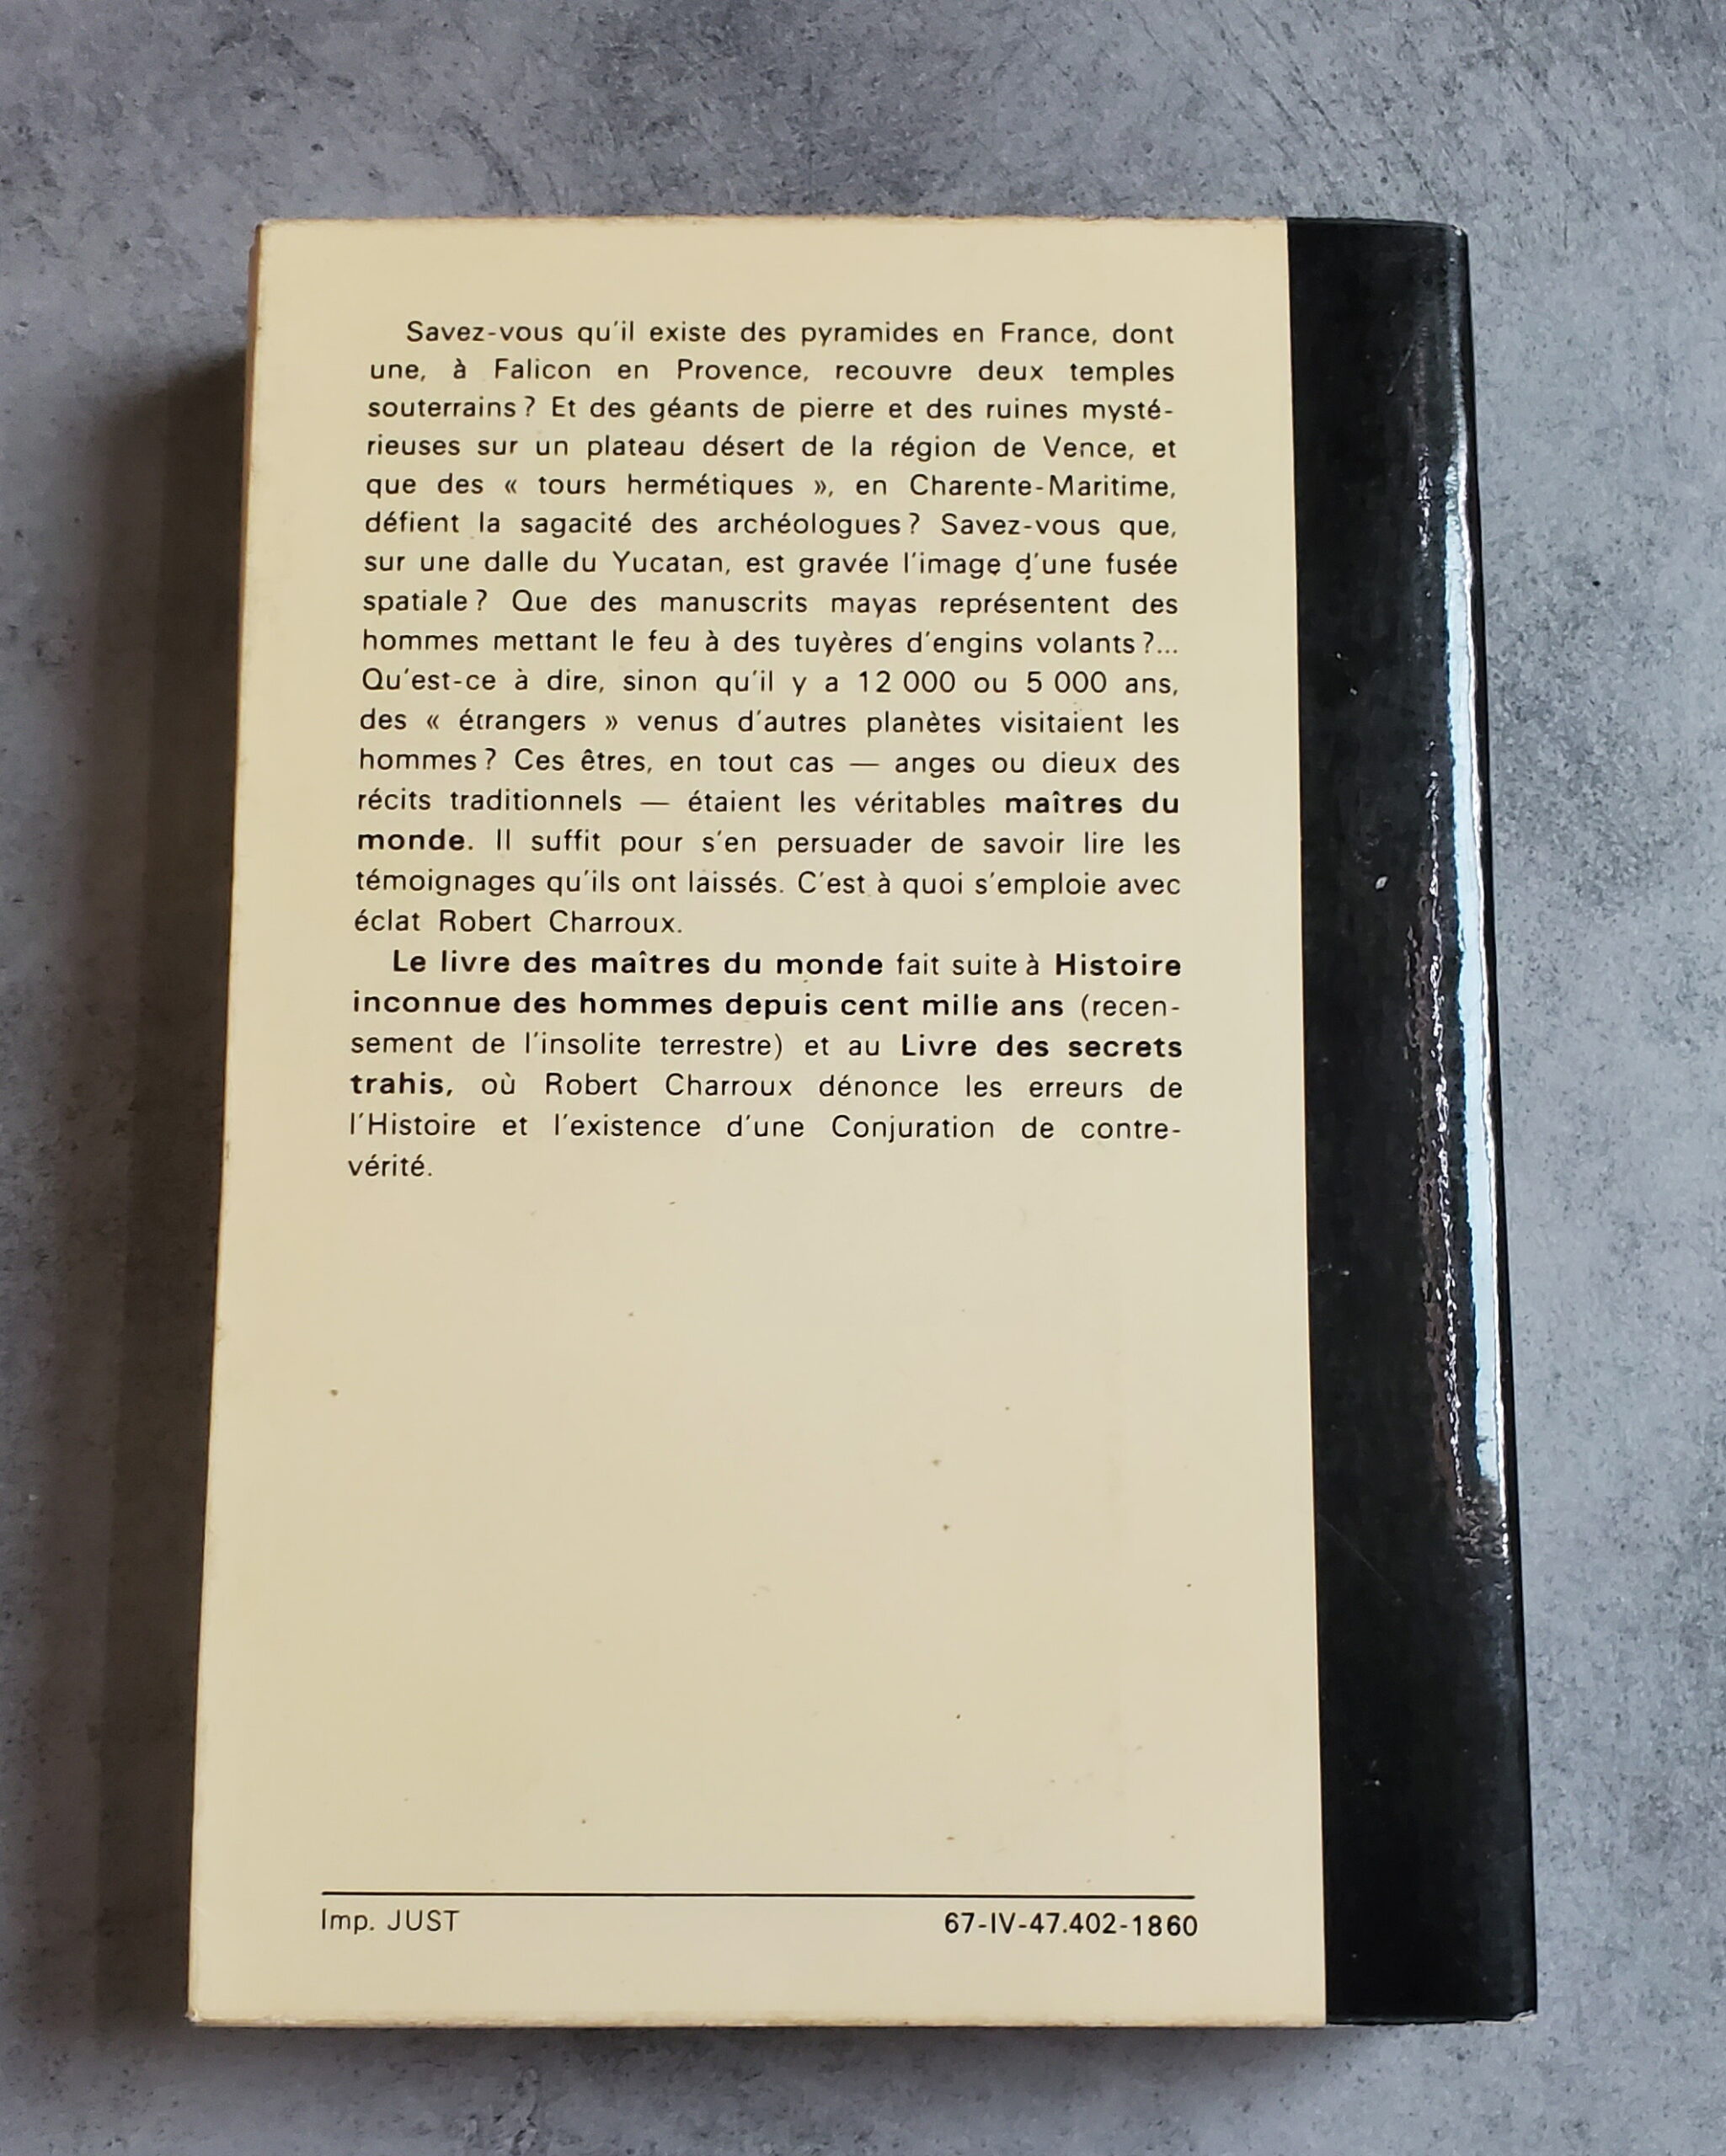 Savez-vous qu'il existe des pyramides en France, dont
une, à Falicon en Provence, recouvre deux temples
souterrains ? Et des géants de pierre et des ruines mysté-
rieuses sur un plateau désert de la région de Vence, et
que des « tours hermétiques », en Charente-Maritime,
défient la sagacité des archéologues ? Savez-vous que,
sur une dalle du Yucatan, est gravée l'image d'une fusée
spatiale ? Que des manuscrits mayas représentent des
hommes mettant le feu à des tuyères d'engins volants ?...
Qu'est-ce à dire, sinon qu'il y a 12 000 ou 5 000 ans,
des « étrangers » venus d'autres planètes visitaient les
hommes ? Ces êtres, en tout cas — anges ou dieux des
récits traditionnels — étaient les véritables maîtres du
monde. Il suffit pour s'en persuader de savoir lire les
témoignages qu'ils ont laissés. C'est à quoi s'emploie avec
éclat Robert Charroux.
Le livre des maîtres du monde fait suite à Histoire
inconnue des hommes depuis cent mille ans (recen-
sement de l'insolite terrestre) et au Livre des secrets
trahis, où Robert Charroux dénonce les erreurs de
l'Histoire et l'existence d'une Conjuration de contre-
vérité.
Imp. JUST
67-IV-47.402-1860